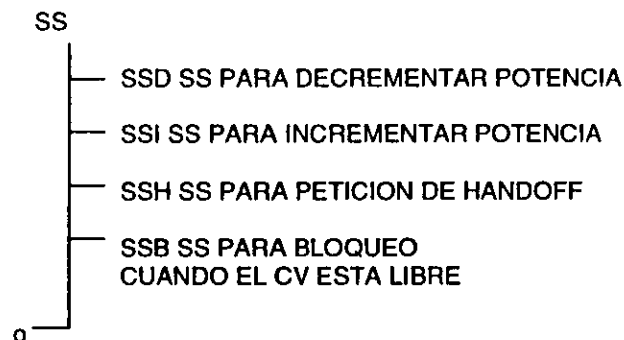 SS
SSD SS PARA DECREMENTAR POTENCIA
SSI SS PARA INCREMENTAR POTENCIA
SSH SS PARA PETICION DE HANDOFF
SSB SS PARA BLOQUEO
CUANDO EL CV ESTA LIBRE
0